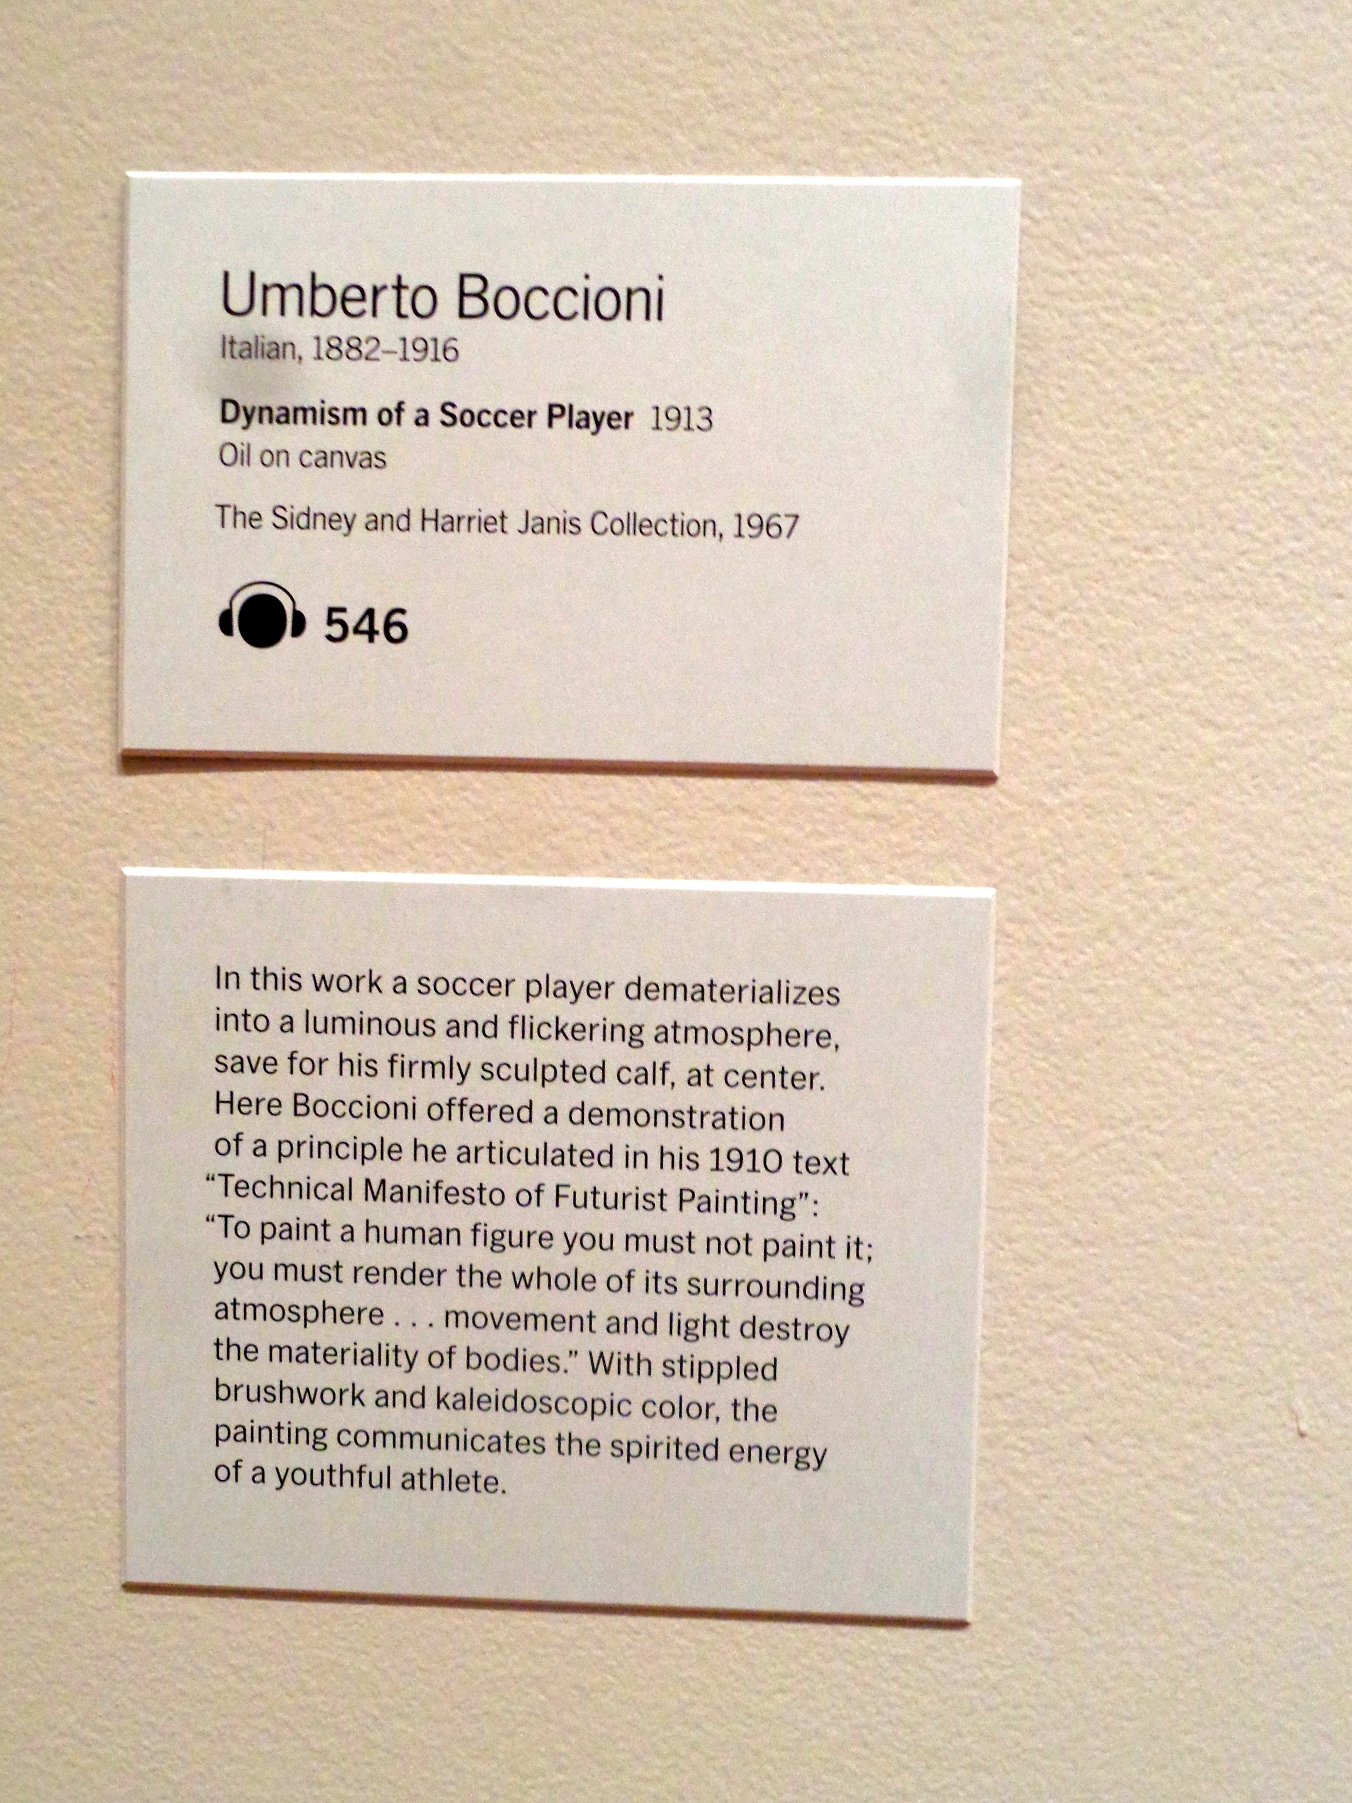 Umberto Boccioni
Italian, 1882–1916
Dynamism of a Soccer Player 1913
Oil on canvas
The Sidney and Harriet Janis Collection, 1967
546
In this work a soccer player dematerializes
into a luminous and flickering atmosphere,
save for his firmly sculpted calf, at center.
Here Boccioni offered a demonstration
of a principle he articulated in his 1910 text
“Technical Manifesto of Futurist Painting”:
“To paint a human figure you must not paint it;
you must render the whole of its surrounding
atmosphere . . . movement and light destroy
the materiality of bodies.” With stippled
brushwork and kaleidoscopic color, the
painting communicates the spirited energy
of a youthful athlete.